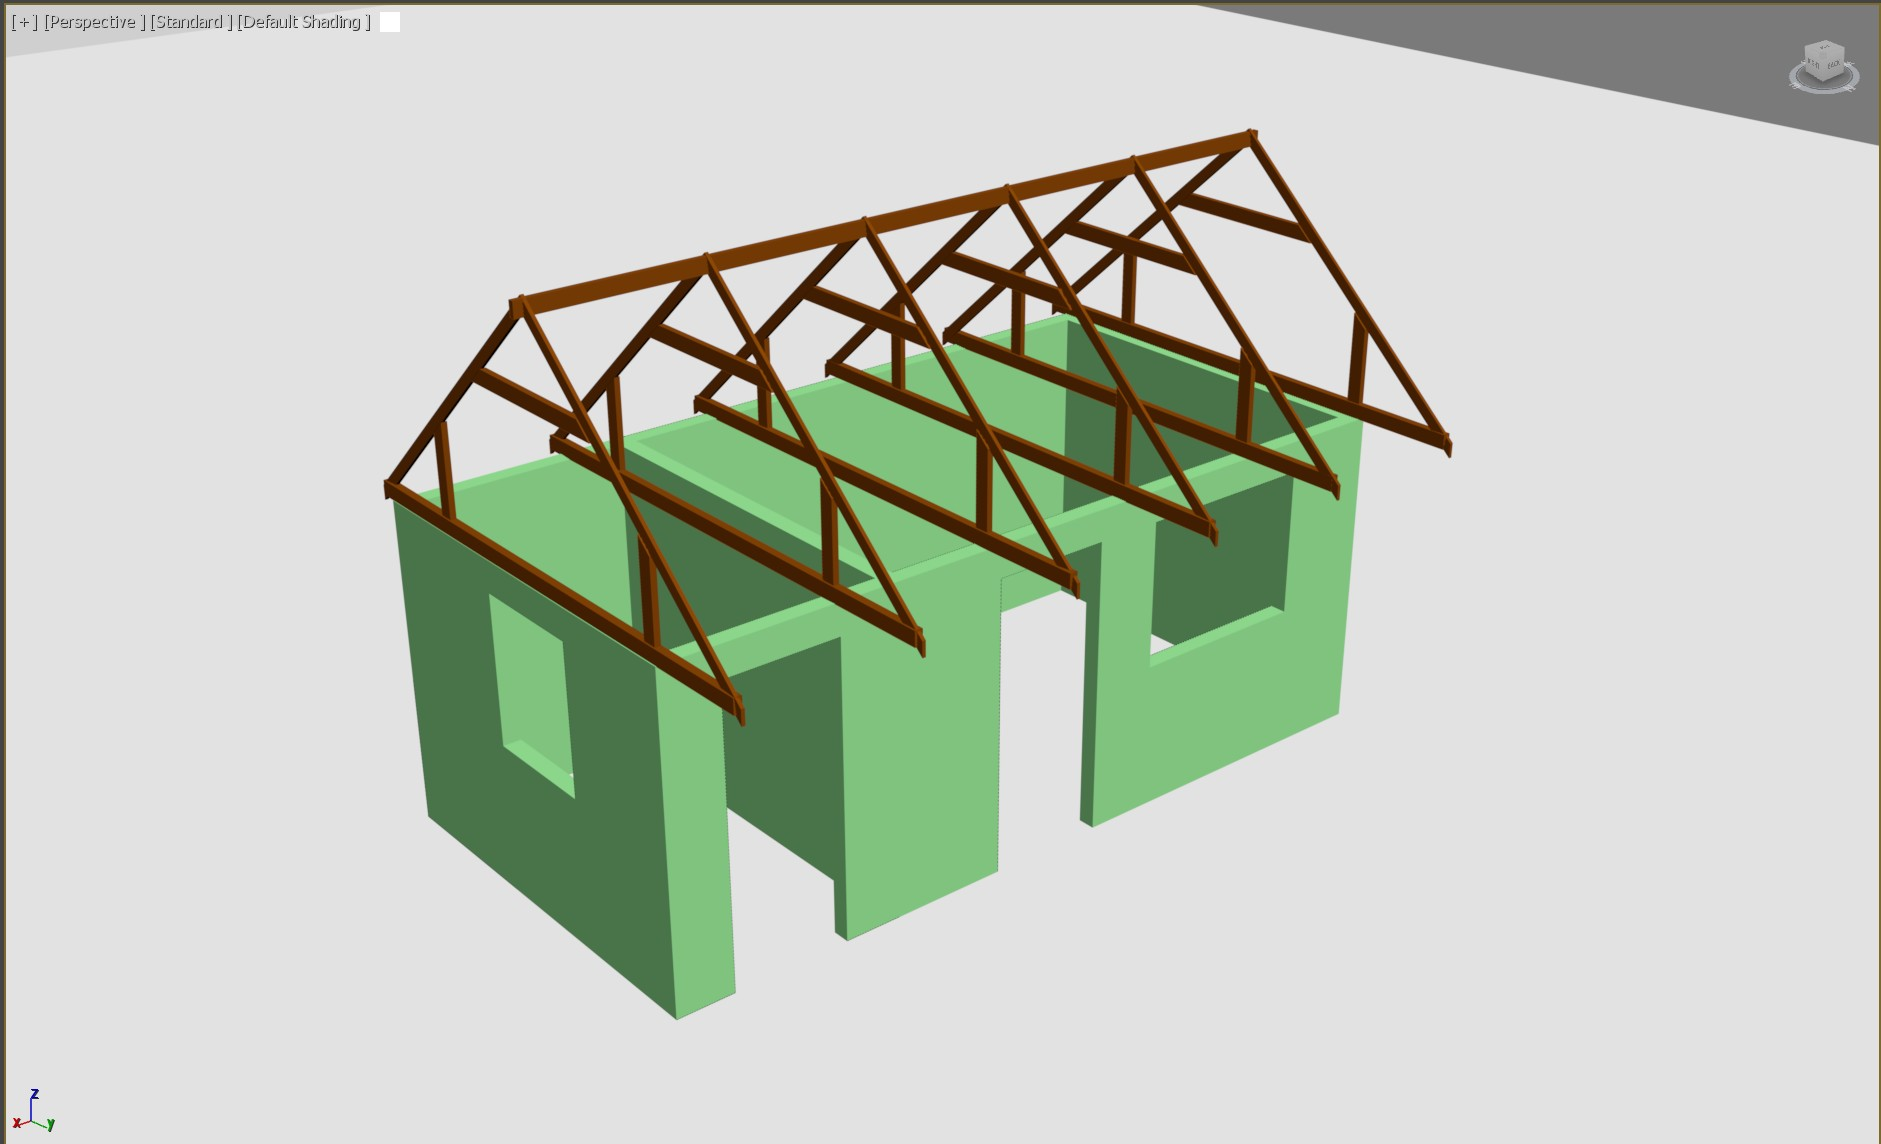 [+] [Perspective ] [Standard ] [Default Shading ]
z
x
y